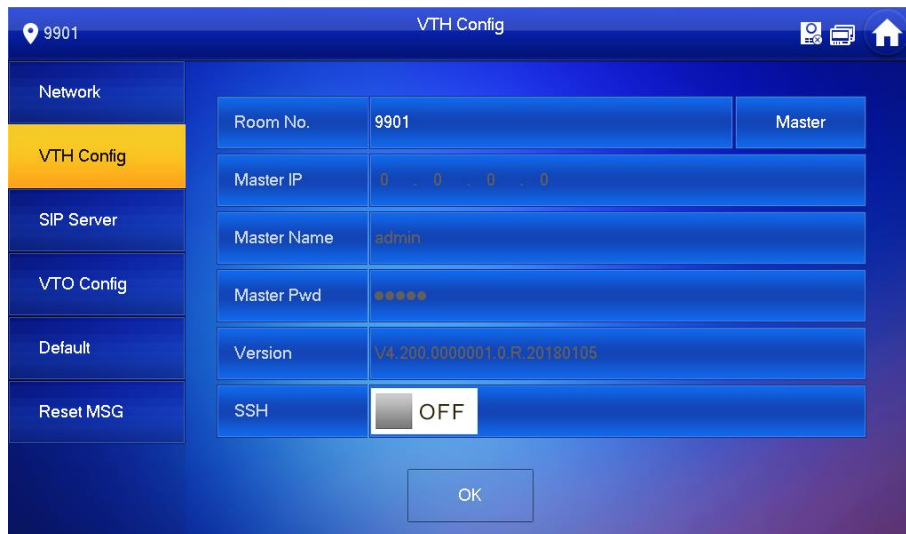 9901
VTH Config
Network
VTH Config
SIP Server
VTO Config
Default
Reset MSG
Room No. 9901 Master
Master IP 0 . 0 . 0 . 0
Master Name admin
Master Pwd ●●●●●
Version V4.200.0000001.0.R.20180105
SSH OFF
OK